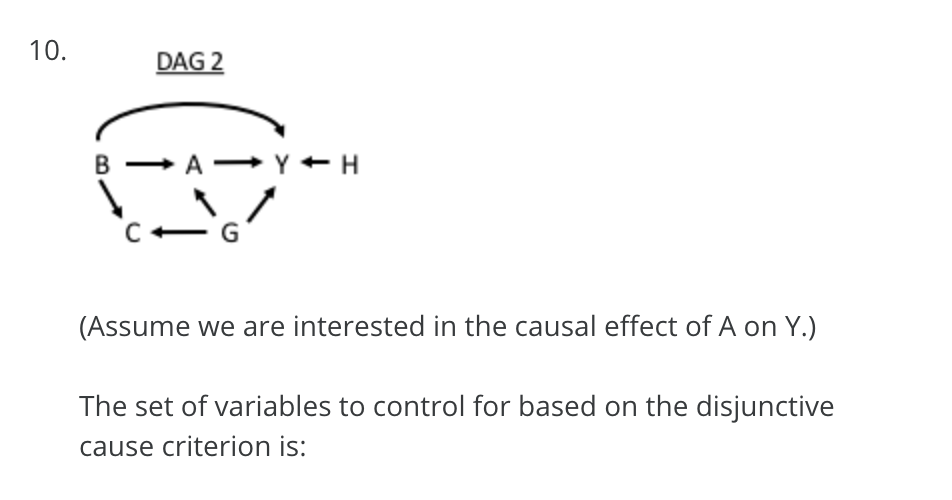 10.
DAG 2
B A Y H
C G
(Assume we are interested in the causal effect of A on Y.)
The set of variables to control for based on the disjunctive
cause criterion is: